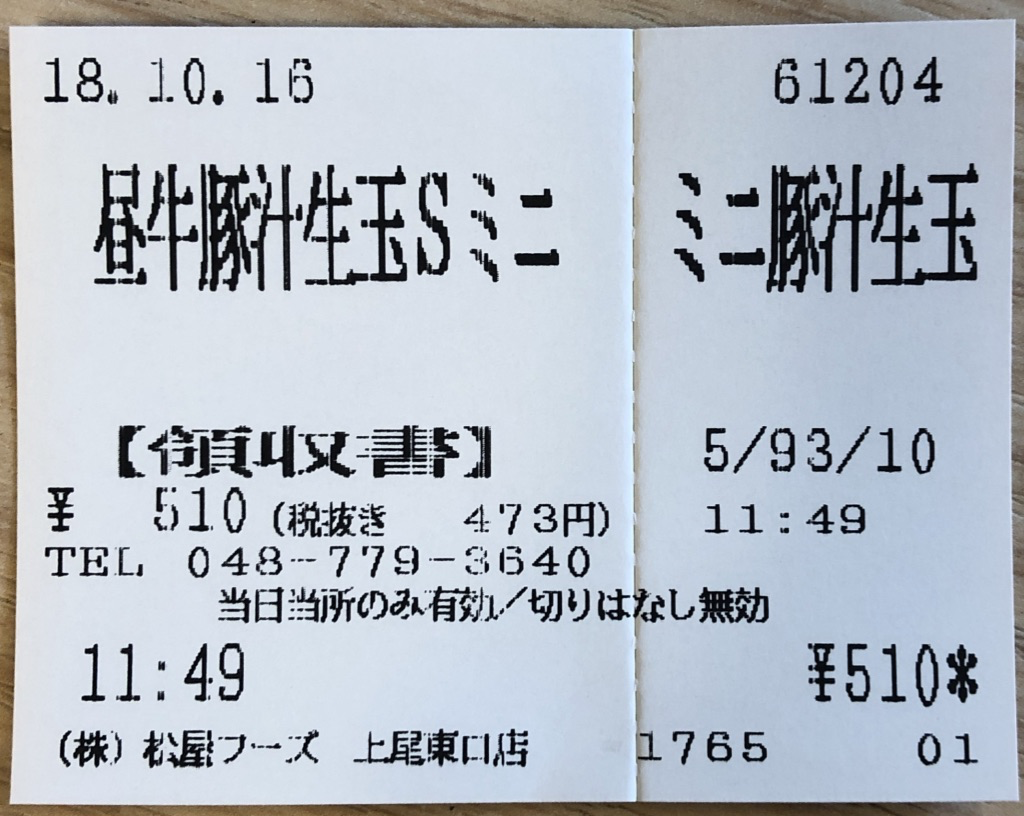 18.10.16 61204
昼牛豚汁生玉Sミニ ミニ豚汁生玉
【領収書】 5/93/10
¥ 510(税抜き 473円) 11:49
TEL 048-779-3640
当日当所のみ有効/切りはなし無効
11:49 ¥510*
(株)松屋フーズ 上尾東口店 1765 01